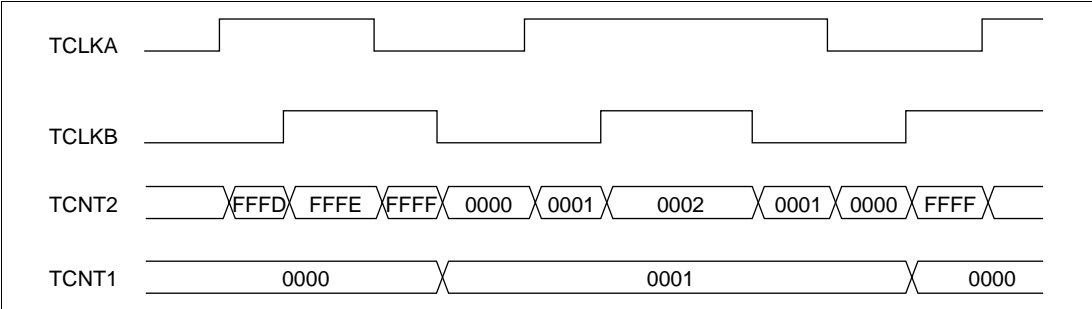 TCLKA
TCLKB
TCNT2 FFFD FFFE FFFF 0000 0001 0002 0001 0000 FFFF
TCNT1 0000 0001 0000